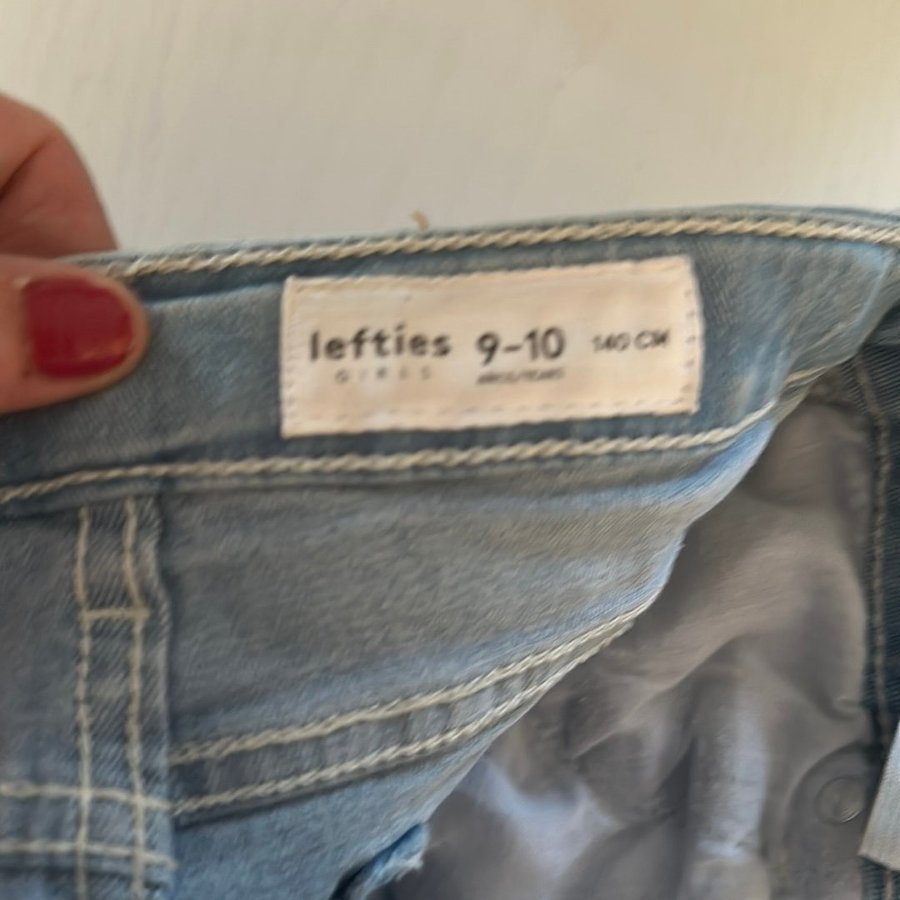 lefties 9-10 140 CM
GIRLS AÑOS/YEARS